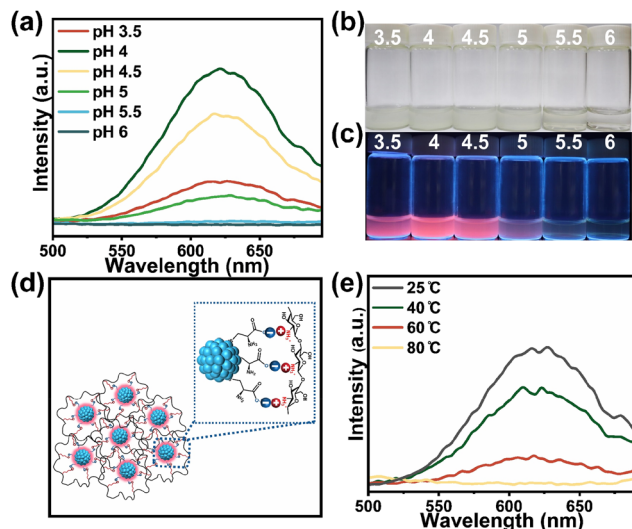 (a)
pH 3.5
pH 4
pH 4.5
pH 5
pH 5.5
pH 6
Intensity (a.u.)
500 550 600 650
Wavelength (nm)
(b)
3.5 4 4.5 5 5.5 6
(c)
3.5 4 4.5 5 5.5 6
(d)
(e)
25 ℃
40 ℃
60 ℃
80 ℃
Intensity (a.u.)
500 550 600 650
Wavelength (nm)